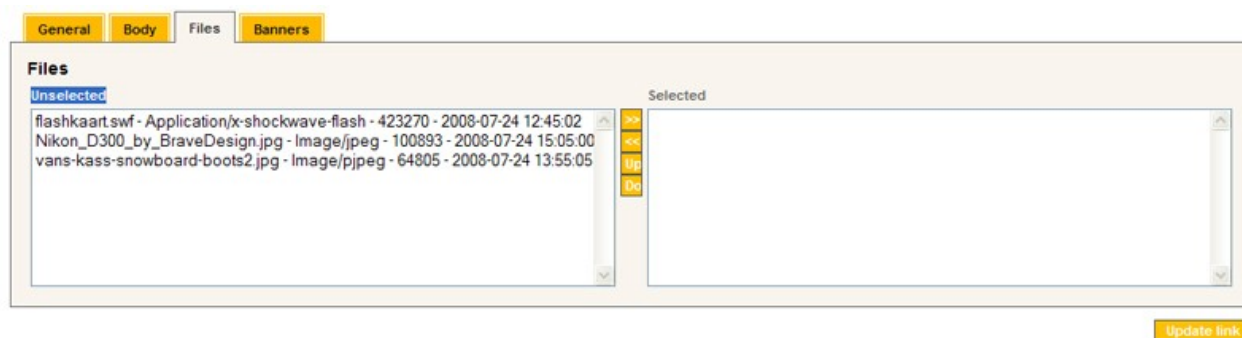 General Body Files Banners
Files
Unselected Selected
flashkaart.swf - Application/x-shockwave-flash - 423270 - 2008-07-24 12:45:02
Nikon_D300_by_BraveDesign.jpg - Image/jpeg - 100893 - 2008-07-24 15:05:00
vans-kass-snowboard-boots2.jpg - Image/pjpeg - 64805 - 2008-07-24 13:55:05
>>
<<
Up
Do
Update link